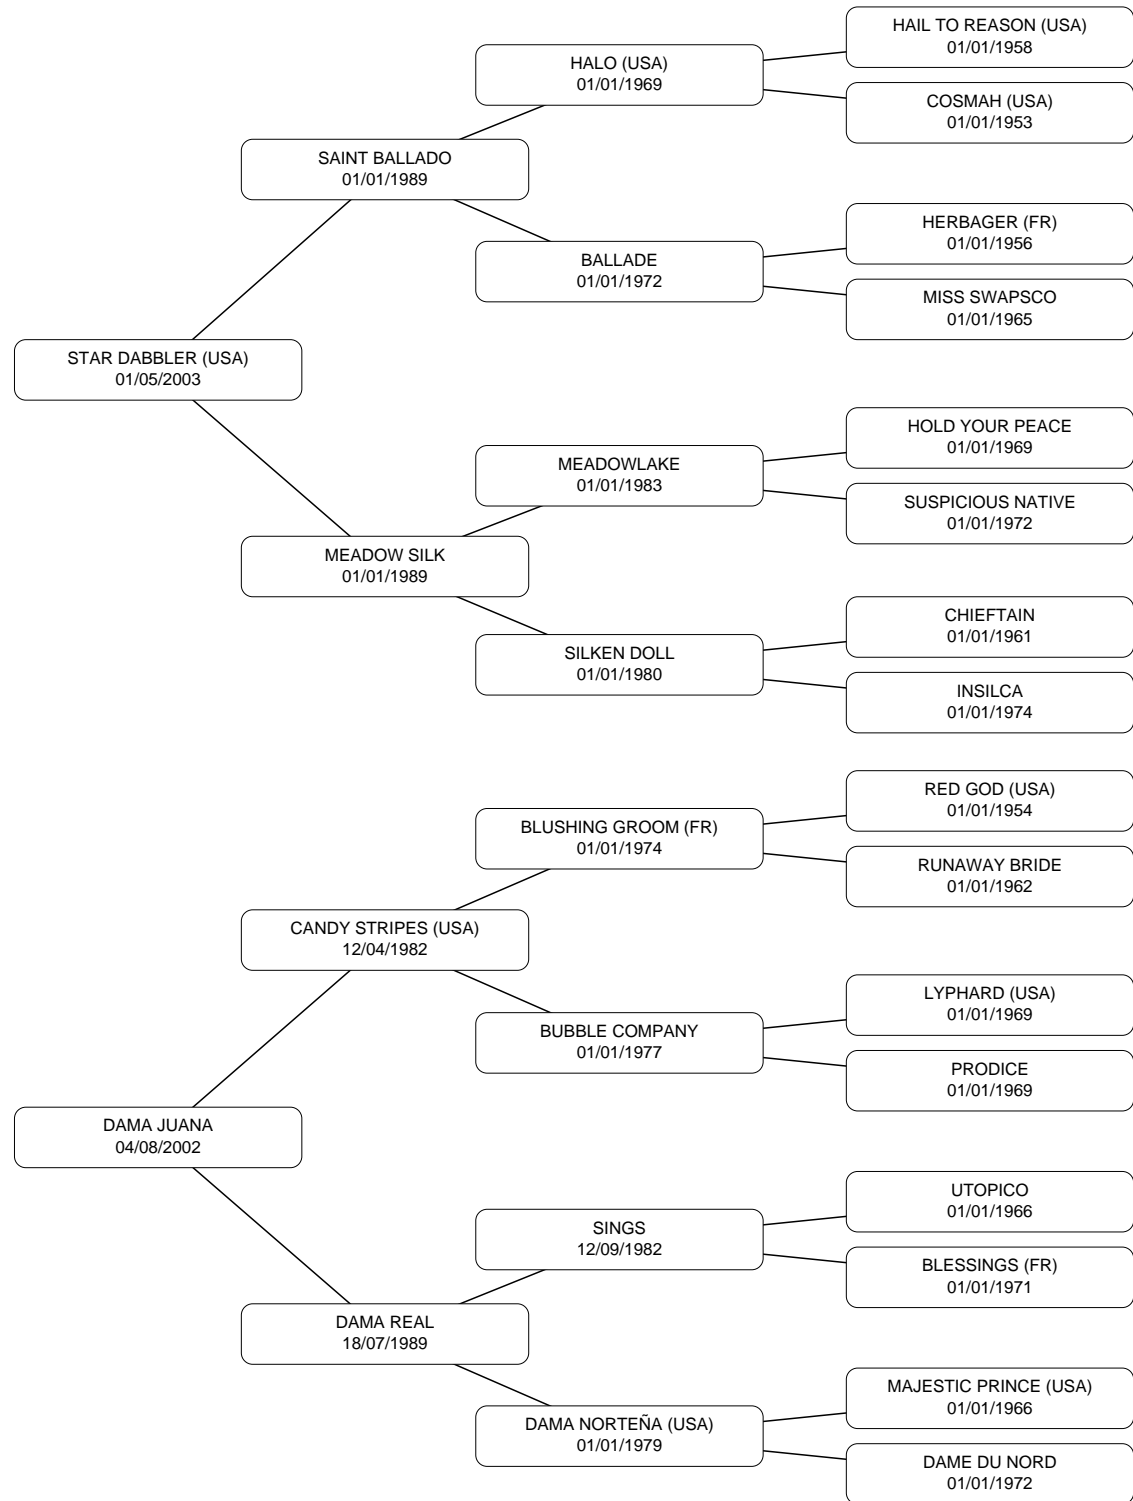 HAIL TO REASON (USA)
01/01/1958
HALO (USA)
01/01/1969
COSMAH (USA)
01/01/1953
SAINT BALLADO
01/01/1989
HERBAGER (FR)
01/01/1956
BALLADE
01/01/1972
MISS SWAPSCO
01/01/1965
STAR DABBLER (USA)
01/05/2003
HOLD YOUR PEACE
01/01/1969
MEADOWLAKE
01/01/1983
SUSPICIOUS NATIVE
01/01/1972
MEADOW SILK
01/01/1989
CHIEFTAIN
01/01/1961
SILKEN DOLL
01/01/1980
INSILCA
01/01/1974
RED GOD (USA)
01/01/1954
BLUSHING GROOM (FR)
01/01/1974
RUNAWAY BRIDE
01/01/1962
CANDY STRIPES (USA)
12/04/1982
LYPHARD (USA)
01/01/1969
BUBBLE COMPANY
01/01/1977
PRODICE
01/01/1969
DAMA JUANA
04/08/2002
UTOPICO
01/01/1966
SINGS
12/09/1982
BLESSINGS (FR)
01/01/1971
DAMA REAL
18/07/1989
MAJESTIC PRINCE (USA)
01/01/1966
DAMA NORTEÑA (USA)
01/01/1979
DAME DU NORD
01/01/1972